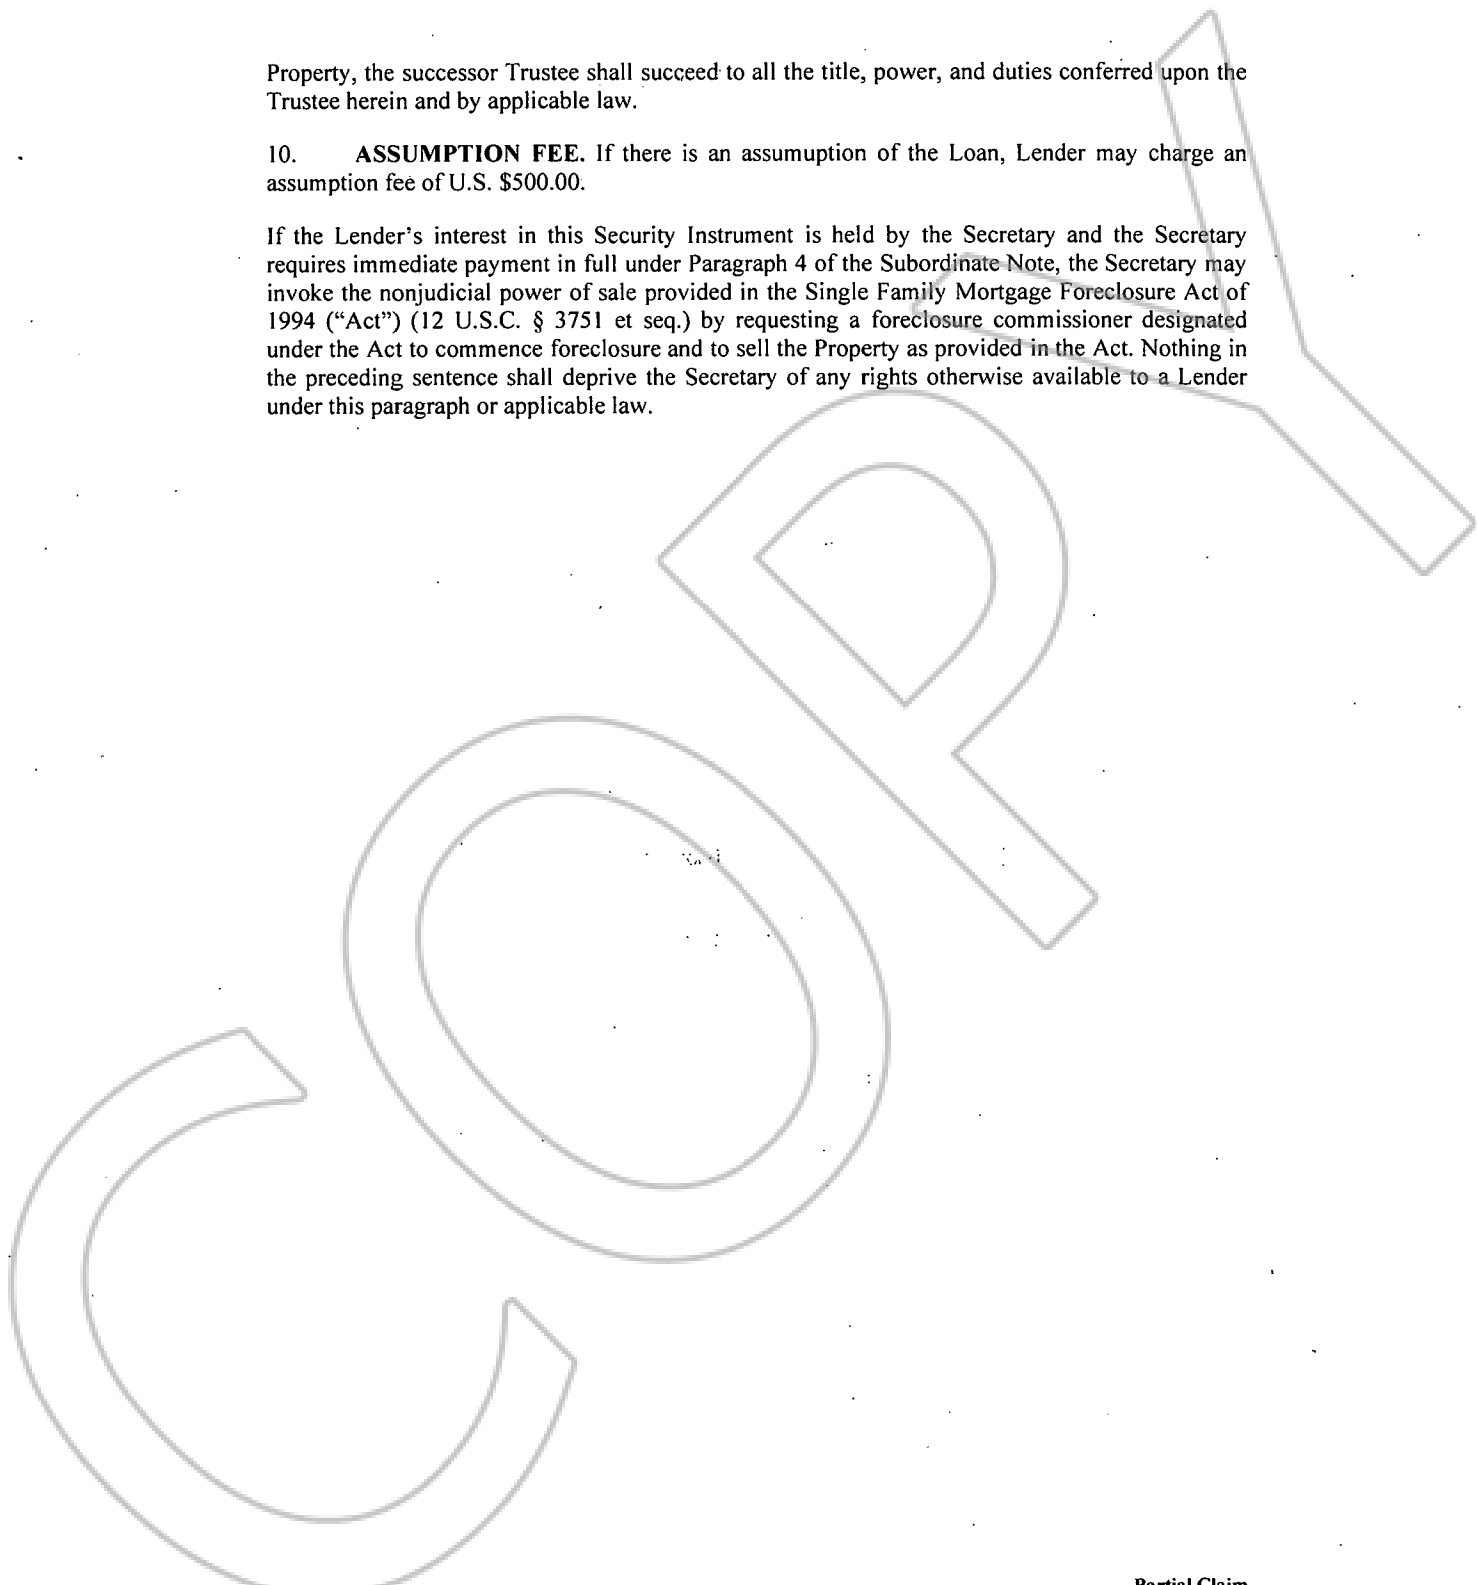 Property, the successor Trustee shall succeed to all the title, power, and duties conferred upon the
Trustee herein and by applicable law.
10. ASSUMPTION FEE. If there is an assumuption of the Loan, Lender may charge an
assumption fee of U.S. $500.00.
If the Lender's interest in this Security Instrument is held by the Secretary and the Secretary
requires immediate payment in full under Paragraph 4 of the Subordinate Note, the Secretary may
invoke the nonjudicial power of sale provided in the Single Family Mortgage Foreclosure Act of
1994 (“Act”) (12 U.S.C. § 3751 et seq.) by requesting a foreclosure commissioner designated
under the Act to commence foreclosure and to sell the Property as provided in the Act. Nothing in
the preceding sentence shall deprive the Secretary of any rights otherwise available to a Lender
under this paragraph or applicable law.
COPY
Partial Claim